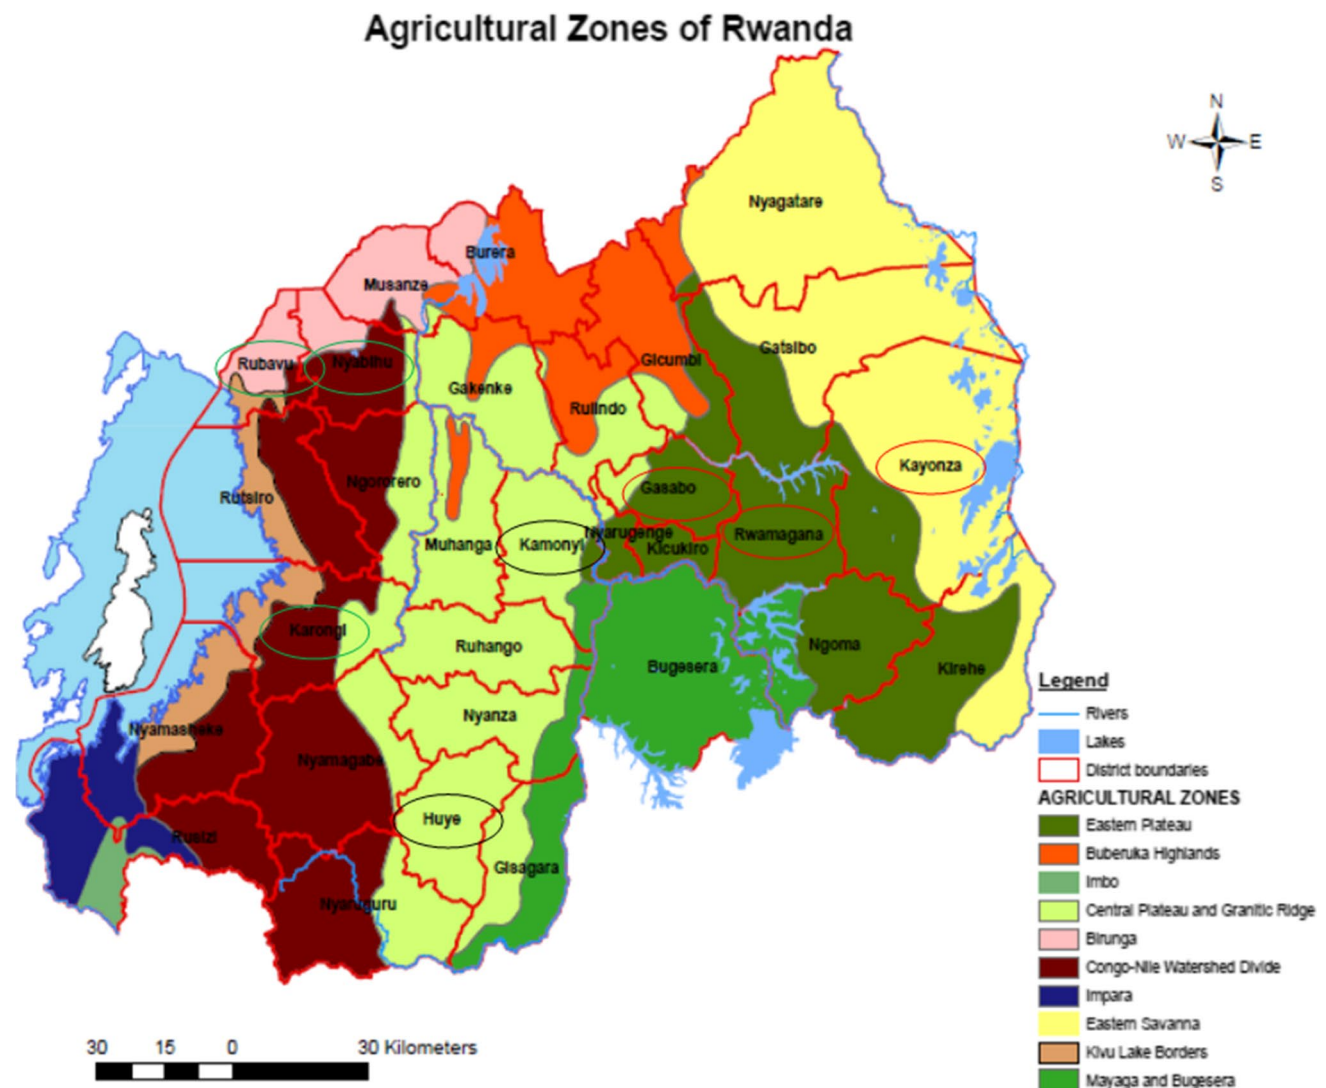 Agricultural Zones of Rwanda
N
W E
S
Nyagatare
Burera
Musanze
Gatsibo
Rubavu
Nyabihu
Gicumbi
Gakenke
Rulindo
Kayonza
Ngororero
Gasabo
Rutsiro
Nyarugenge
Rwamagana
Muhanga
Kamonyi
Kicukiro
Karongi
Ruhango
Ngoma
Bugesera
Kirehe
Nyanza
Nyamasheke
Nyamagabe
Huye
Rusizi
Gisagara
Nyaruguru
Legend
Rivers
Lakes
District boundaries
AGRICULTURAL ZONES
Eastern Plateau
Buberuka Highlands
Imbo
Central Plateau and Granitic Ridge
Birunga
Congo-Nile Watershed Divide
Impara
Eastern Savanna
Kivu Lake Borders
Mayaga and Bugesera
30 15 0 30 Kilometers